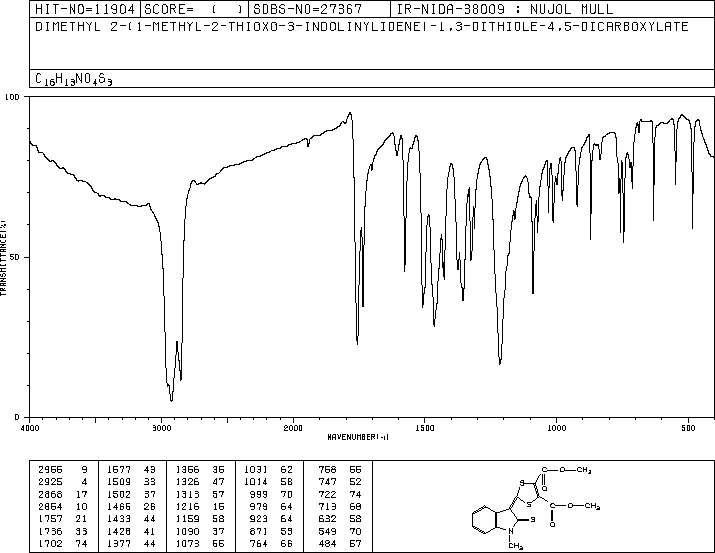 HIT-NO=11904 SCORE= ( ) SDBS-NO=27367 IR-NIDA-38009 : NUJOL MULL
DIMETHYL 2-(1-METHYL-2-THIOXO-3-INDOLINYLIDENE)-1,3-DITHIOLE-4,5-DICARBOXYLATE
C16H13NO4S3
100
50
0
TRANSMITTANCE(%)
4000 3000 2000 1500 1000 500
WAVENUMBER(-1)
2955 9 1577 43 1356 35 1031 62 758 55
2925 4 1509 33 1326 47 1014 58 747 52
2868 17 1502 37 1313 57 999 70 722 74
2854 10 1465 26 1216 15 979 64 713 68
1757 21 1433 44 1159 58 923 64 632 58
1736 33 1428 41 1090 37 871 53 549 70
1702 74 1377 44 1073 55 764 66 484 57
C—O—CH3
O
S
C—O—CH3
S
O
S
N
CH3